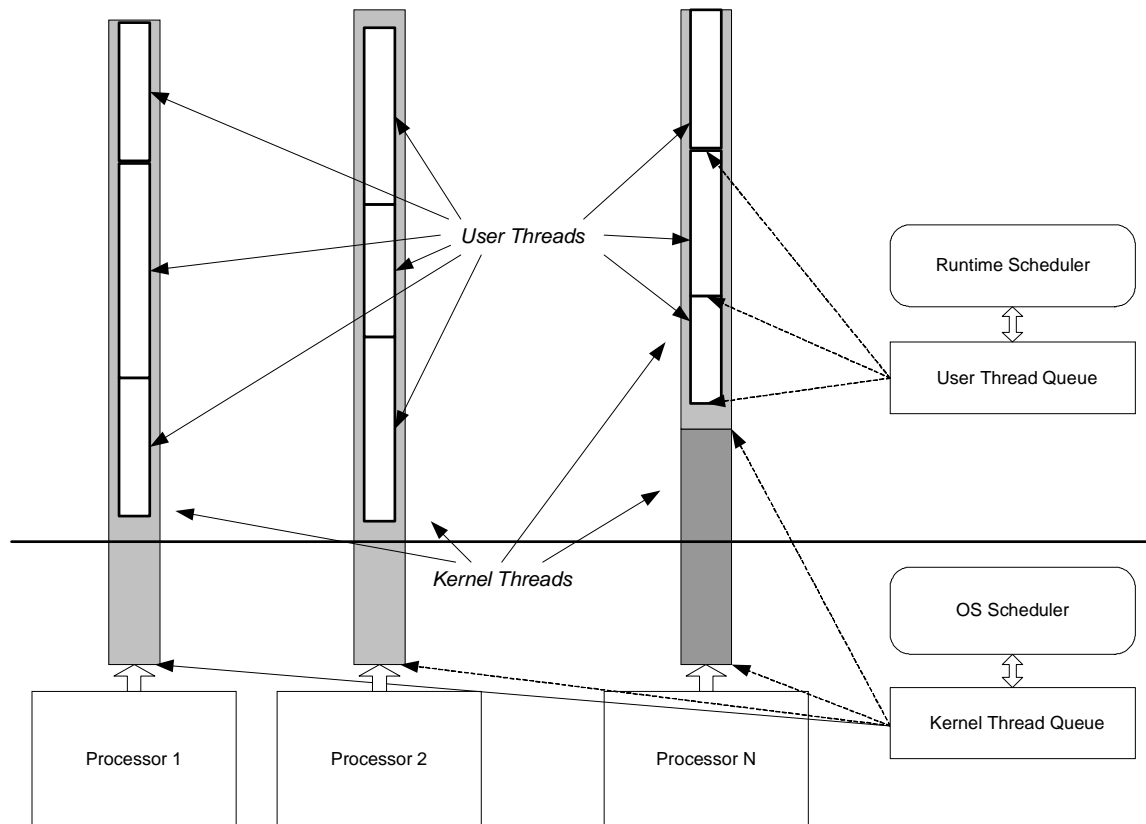 User Threads
Runtime Scheduler
User Thread Queue
Kernel Threads
OS Scheduler
Kernel Thread Queue
Processor 1
Processor 2
Processor N